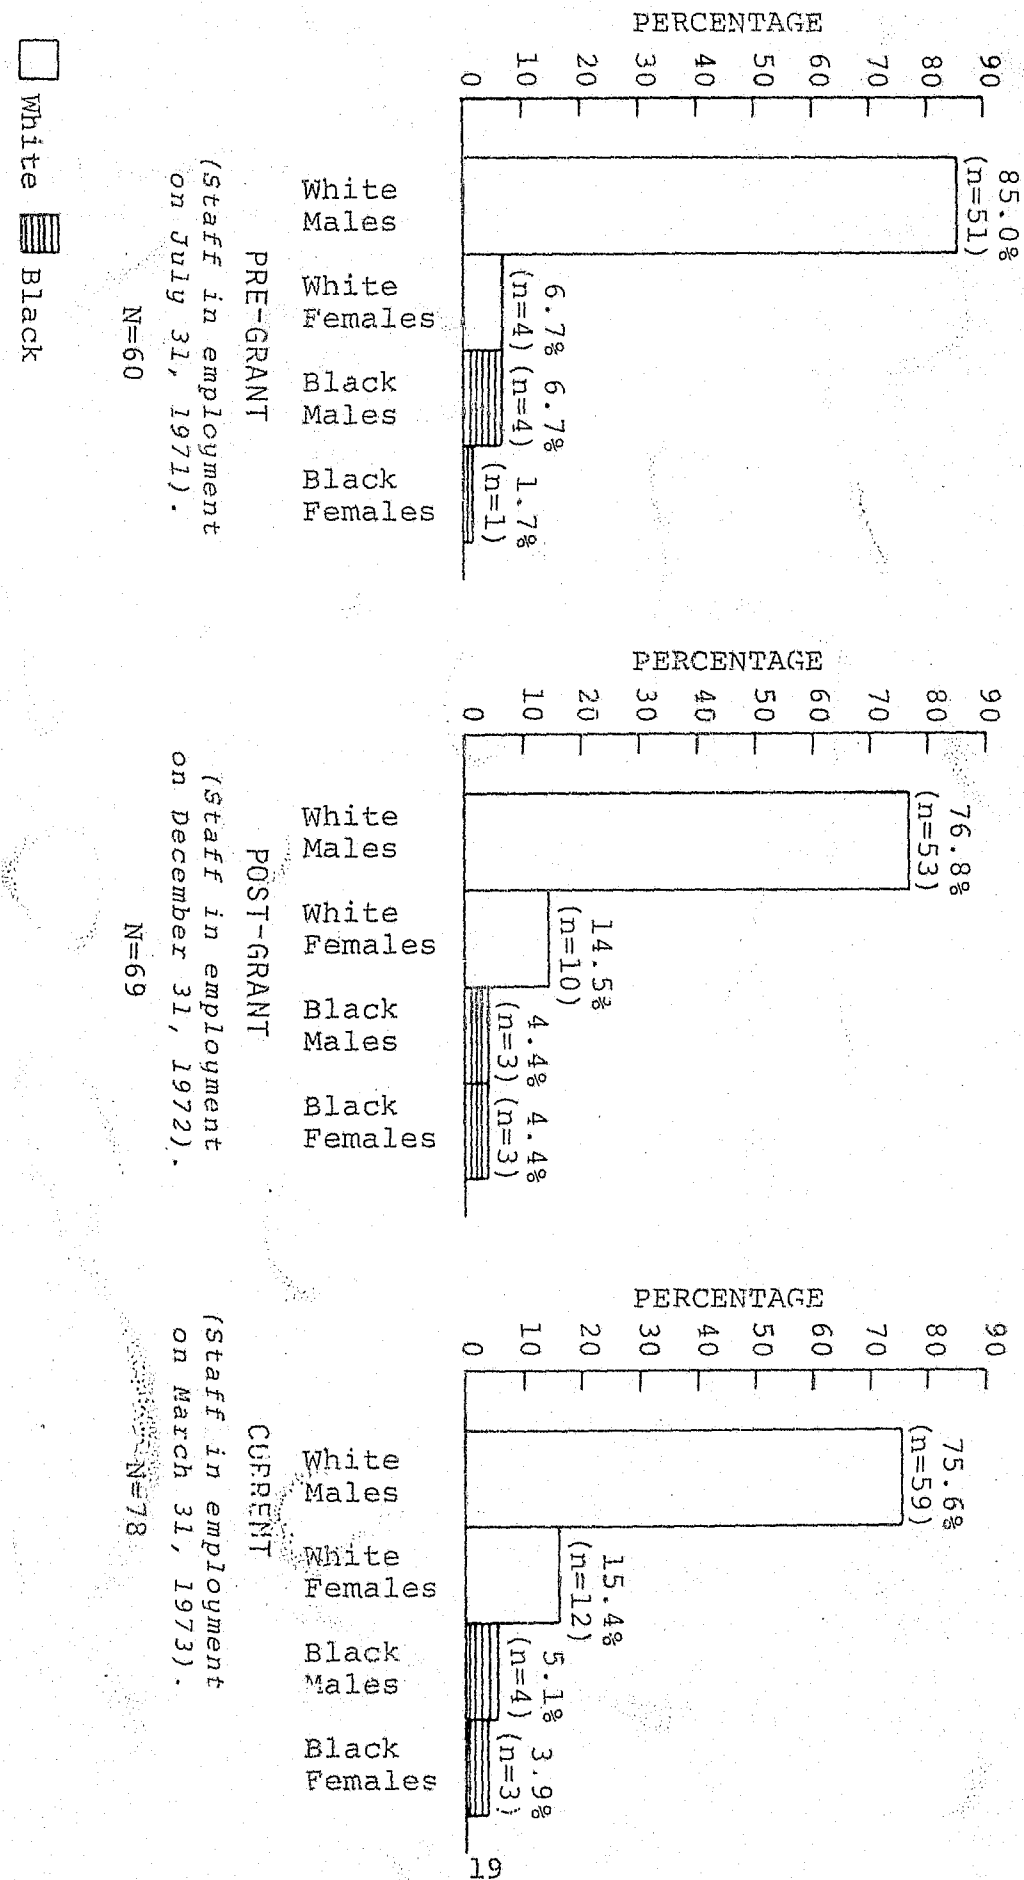 PERCENTAGE
90
80
70
60
50
40
30
20
10
0
85.0%
(n=51)
6.7%
(n=4)
6.7%
(n=4)
1.7%
(n=1)
White
Males
White
Females
Black
Males
Black
Females
PRE-GRANT
(Staff in employment
on July 31, 1971).
N=60
PERCENTAGE
90
80
70
60
50
40
30
20
10
0
76.8%
(n=53)
14.5%
(n=10)
4.4%
(n=3)
4.4%
(n=3)
White
Males
White
Females
Black
Males
Black
Females
POST-GRANT
(Staff in employment
on December 31, 1972).
N=69
PERCENTAGE
90
80
70
60
50
40
30
20
10
0
75.6%
(n=59)
15.4%
(n=12)
5.1%
(n=4)
3.9%
(n=3)
White
Males
White
Females
Black
Males
Black
Females
CURRENT
(Staff in employment
on March 31, 1973).
N=78
White Black
19